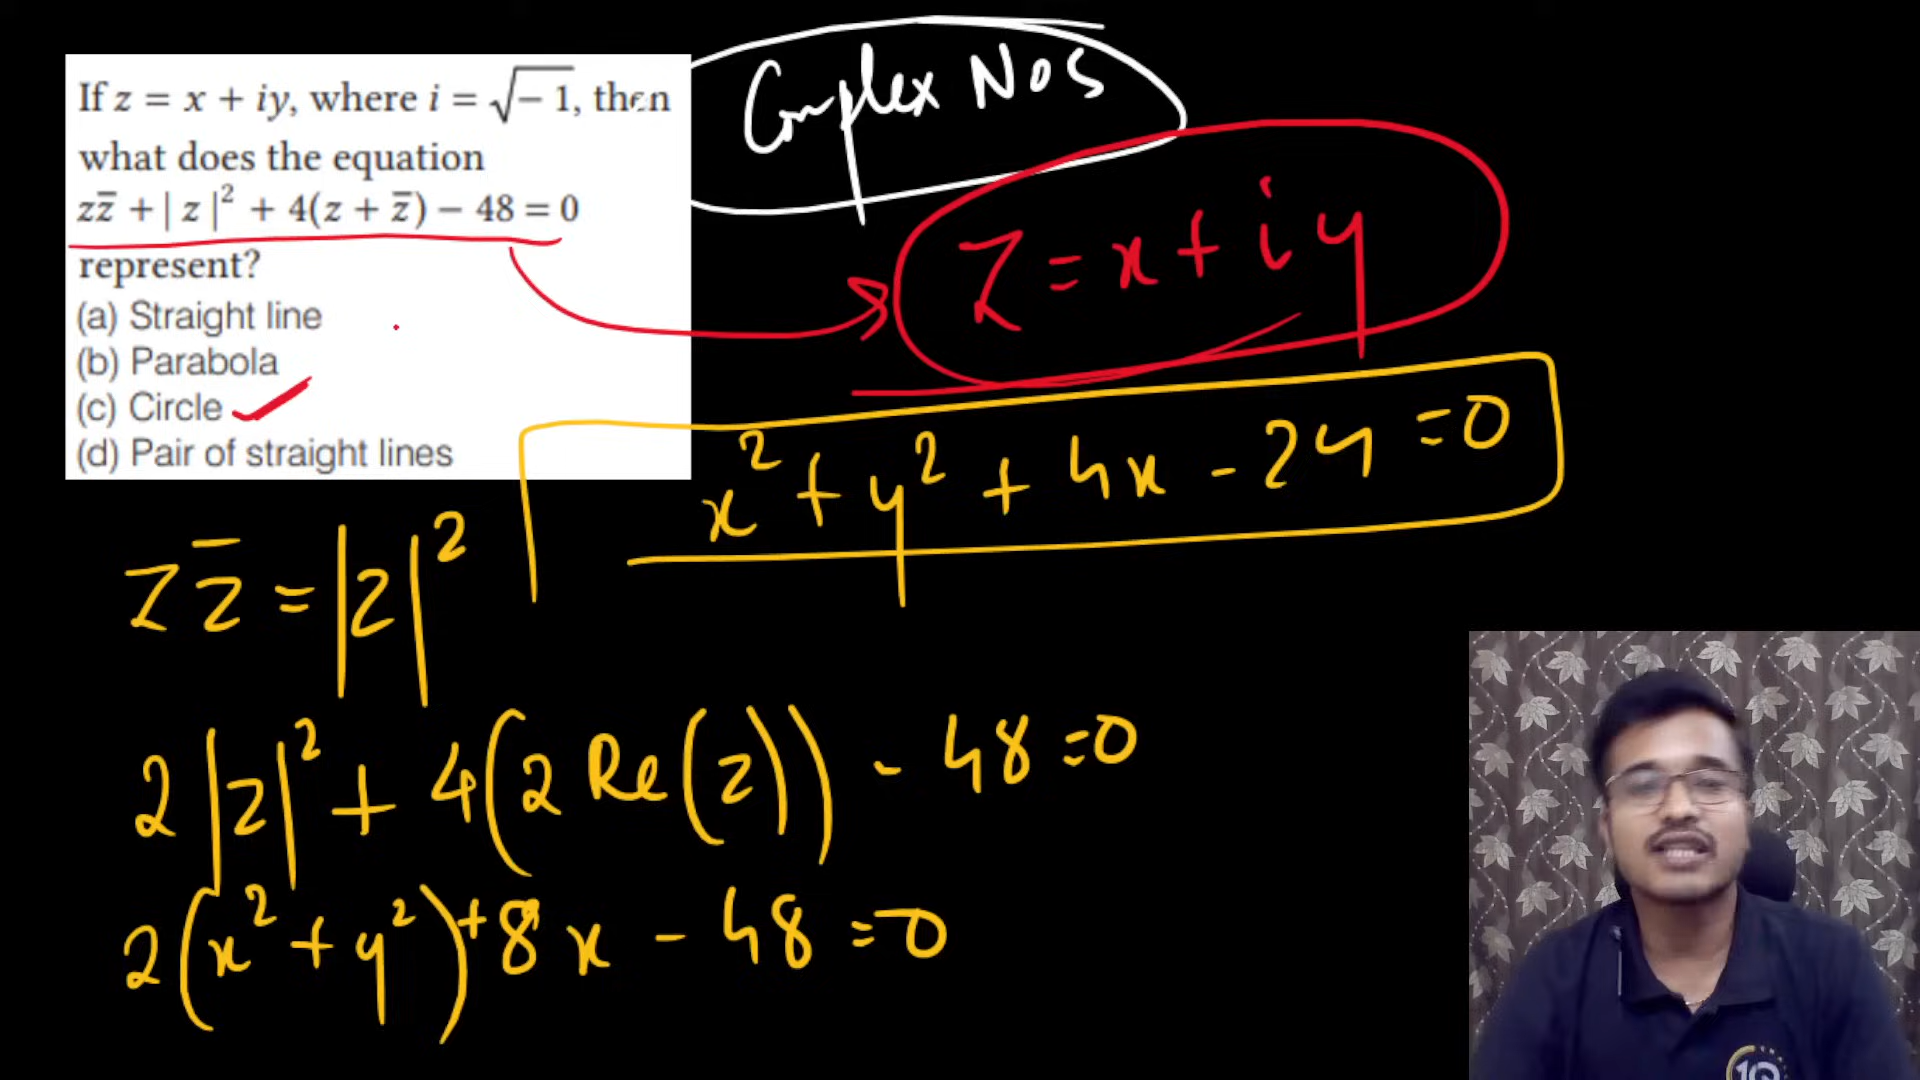 If z = x + iy, where i = √−1, then
what does the equation
zz̅ + | z |² + 4(z + z̅) − 48 = 0
represent?
(a) Straight line
(b) Parabola
(c) Circle ✓
(d) Pair of straight lines
Complex Nos
Z = x + iy
x² + y² + 4x - 24 = 0
Z z̅ = |z|²
2|z|² + 4(2 Re(z)) - 48 = 0
2(x² + y²) + 8x - 48 = 0
10